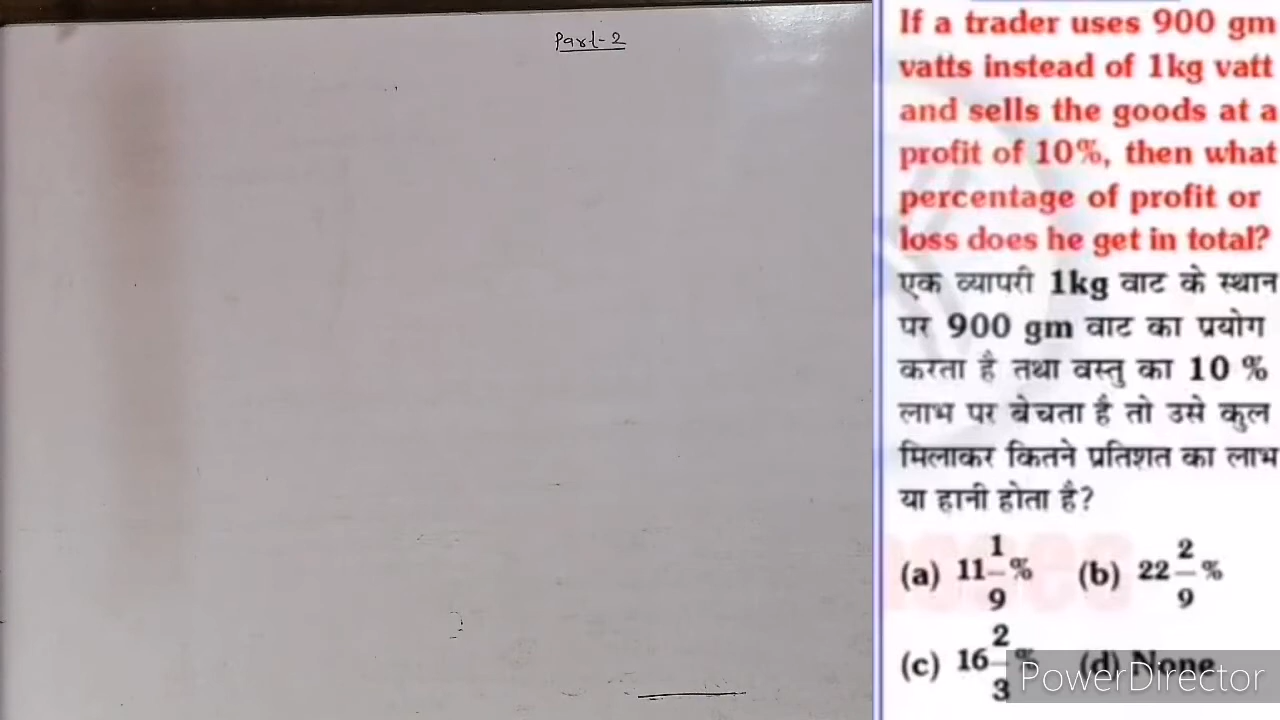 Part-2
If a trader uses 900 gm
vatts instead of 1kg vatt
and sells the goods at a
profit of 10%, then what
percentage of profit or
loss does he get in total?
एक व्यापरी 1kg वाट के स्थान
पर 900 gm वाट का प्रयोग
करता है तथा वस्तु का 10 %
लाभ पर बेचता है तो उसे कुल
मिलाकर कितने प्रतिशत का लाभ
या हानी होता है?
(a) 11 1/9 % (b) 22 2/9 %
(c) 16 2/3 % (d) None
PowerDirector